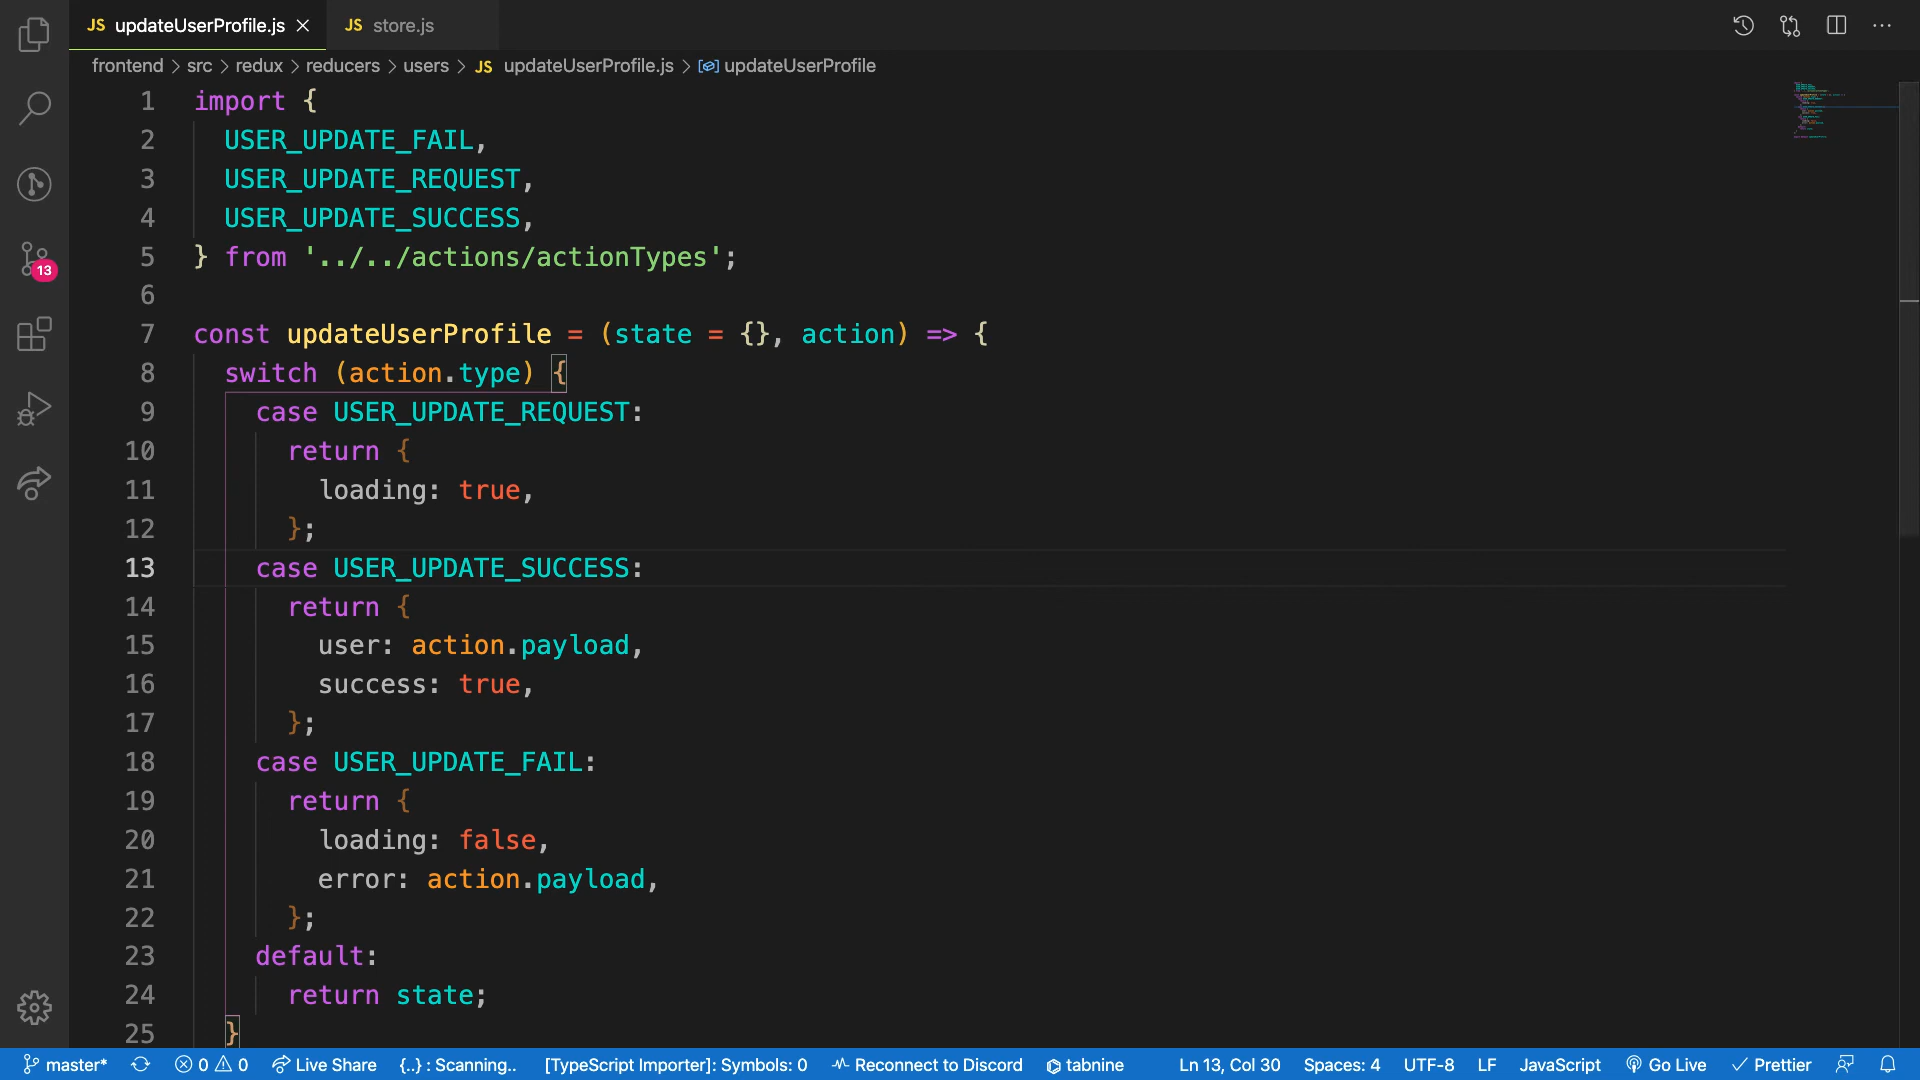 JS updateUserProfile.js
JS store.js
frontend > src > redux > reducers > users > JS updateUserProfile.js > updateUserProfile
1 import {
2 USER_UPDATE_FAIL,
3 USER_UPDATE_REQUEST,
4 USER_UPDATE_SUCCESS,
5 } from '../../actions/actionTypes';
6
7 const updateUserProfile = (state = {}, action) => {
8 switch (action.type) {
9 case USER_UPDATE_REQUEST:
10 return {
11 loading: true,
12 };
13 case USER_UPDATE_SUCCESS:
14 return {
15 user: action.payload,
16 success: true,
17 };
18 case USER_UPDATE_FAIL:
19 return {
20 loading: false,
21 error: action.payload,
22 };
23 default:
24 return state;
25 }
13
master* 0 0 Live Share {..} : Scanning.. [TypeScript Importer]: Symbols: 0 Reconnect to Discord tabnine Ln 13, Col 30 Spaces: 4 UTF-8 LF JavaScript Go Live Prettier